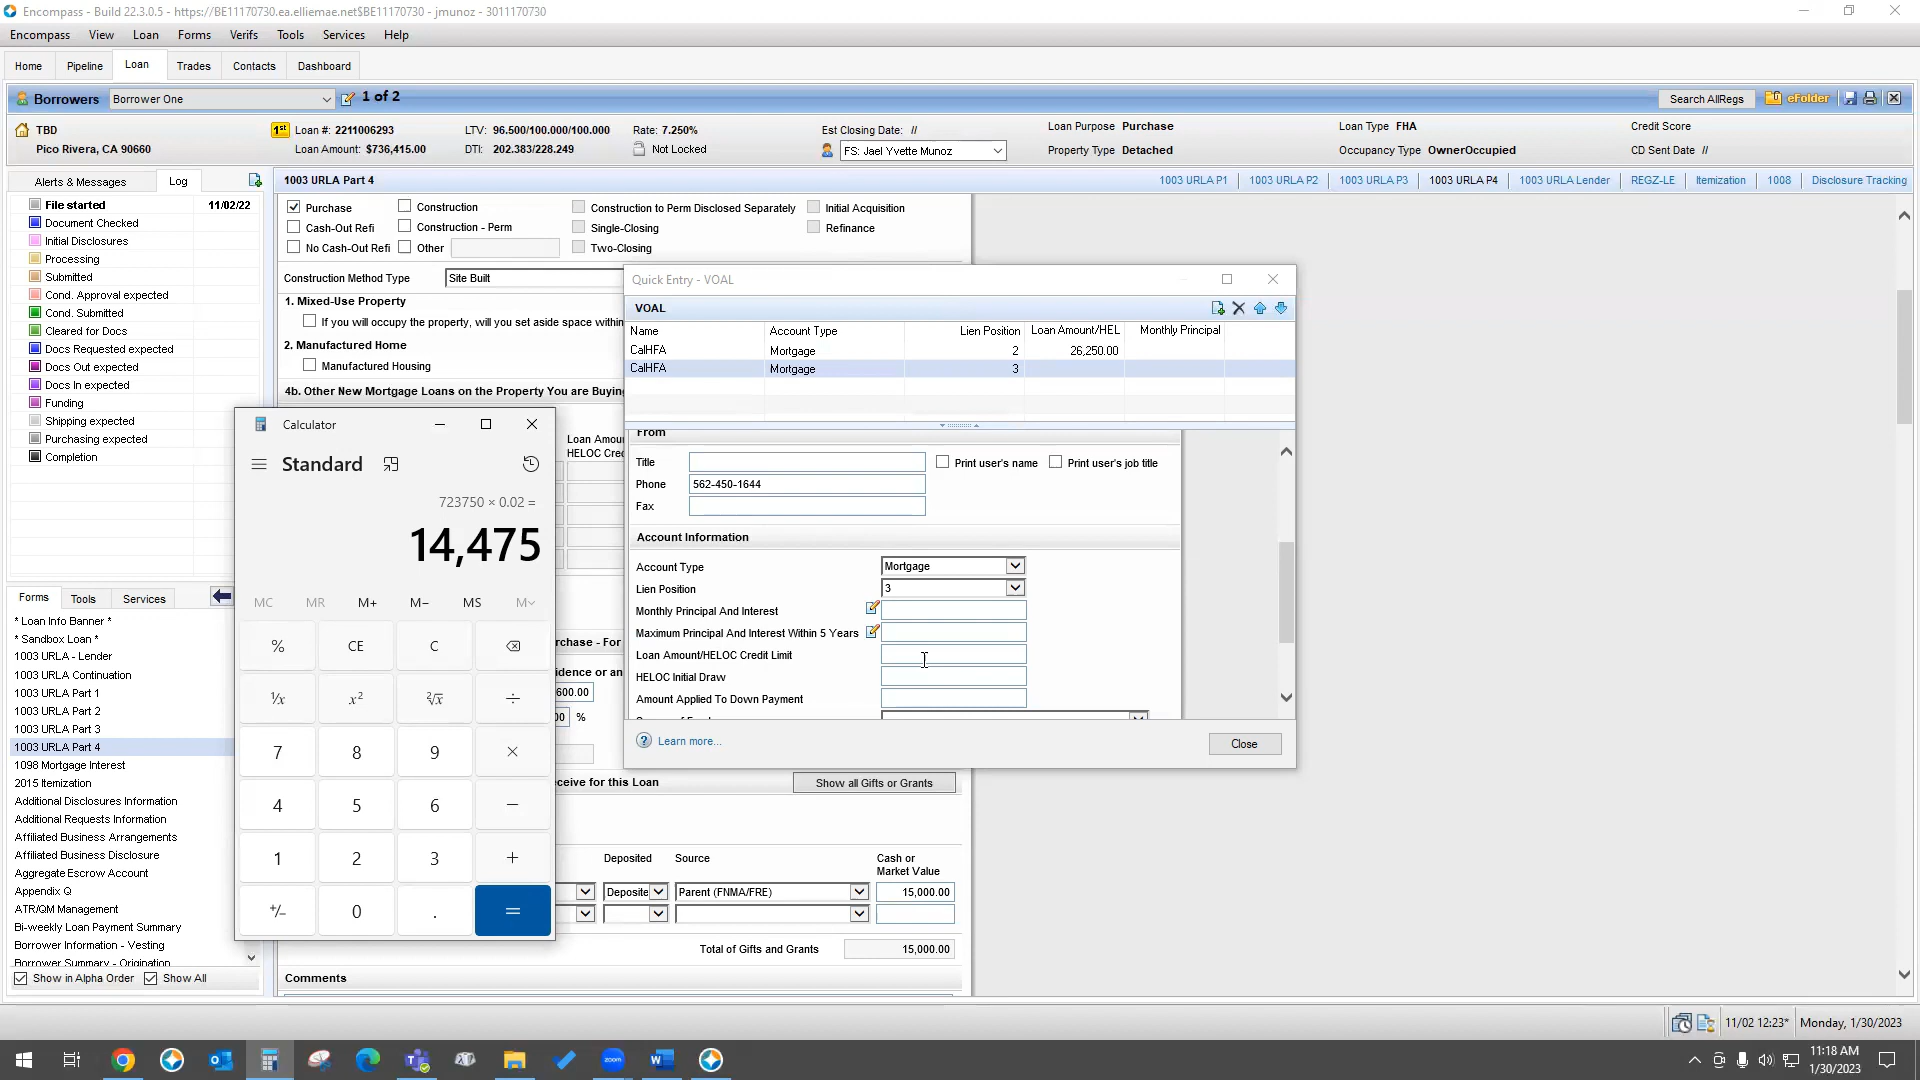 Encompass - Build 22.3.0.5 - https://BE11170730.ea.elliemae.net$BE11170730 - jmunoz - 3011170730
Encompass View Loan Forms Verifs Tools Services Help
Home Pipeline Loan Trades Contacts Dashboard
Borrowers Borrower One 1 of 2 Search AllRegs eFolder
TBD 1st Loan #: 2211006293 LTV: 96.500/100.000/100.000 Rate: 7.250% Est Closing Date: // Loan Purpose Purchase Loan Type FHA Credit Score
Pico Rivera, CA 90660 Loan Amount: $736,415.00 DTI: 202.383/228.249 Not Locked FS: Jael Yvette Munoz Property Type Detached Occupancy Type OwnerOccupied CD Sent Date //
Alerts & Messages Log
File started 11/02/22
Document Checked
Initial Disclosures
Processing
Submitted
Cond. Approval expected
Cond. Submitted
Cleared for Docs
Docs Requested expected
Docs Out expected
Docs In expected
Funding
Shipping expected
Purchasing expected
Completion
Forms Tools Services
* Loan Info Banner *
* Sandbox Loan *
1003 URLA - Lender
1003 URLA Continuation
1003 URLA Part 1
1003 URLA Part 2
1003 URLA Part 3
1003 URLA Part 4
1098 Mortgage Interest
2015 Itemization
Additional Disclosures Information
Additional Requests Information
Affiliated Business Arrangements
Affiliated Business Disclosure
Aggregate Escrow Account
Appendix Q
ATR/QM Management
Bi-weekly Loan Payment Summary
Borrower Information - Vesting
Borrower Summary - Origination
Show in Alpha Order Show All
1003 URLA Part 4 1003 URLA P1 1003 URLA P2 1003 URLA P3 1003 URLA P4 1003 URLA Lender REGZ-LE Itemization 1008 Disclosure Tracking
Purchase Construction Construction to Perm Disclosed Separately Initial Acquisition
Cash-Out Refi Construction - Perm Single-Closing Refinance
No Cash-Out Refi Other Two-Closing
Construction Method Type Site Built
1. Mixed-Use Property
If you will occupy the property, will you set aside space within
2. Manufactured Home
Manufactured Housing
4b. Other New Mortgage Loans on the Property You are Buying
Loan Amou
HELOC Cred
rchase - For
idence or an
600.00
00 %
eceive for this Loan Show all Gifts or Grants
Deposited Source Cash or
Market Value
Deposite Parent (FNMA/FRE) 15,000.00
Total of Gifts and Grants 15,000.00
Comments
Quick Entry - VOAL
VOAL
Name Account Type Lien Position Loan Amount/HEL Monthly Principal
CalHFA Mortgage 2 26,250.00
CalHFA Mortgage 3
From
Title Print user's name Print user's job title
Phone 562-450-1644
Fax
Account Information
Account Type Mortgage
Lien Position 3
Monthly Principal And Interest
Maximum Principal And Interest Within 5 Years
Loan Amount/HELOC Credit Limit
HELOC Initial Draw
Amount Applied To Down Payment
? Learn more... Close
Calculator
Standard
723750 × 0.02 =
14,475
MC MR M+ M− MS M
% CE C
¹/x x² ²√x ÷
7 8 9 ×
4 5 6 −
1 2 3 +
+/− 0 . =
11/02 12:23* Monday, 1/30/2023
zoom 11:18 AM
1/30/2023